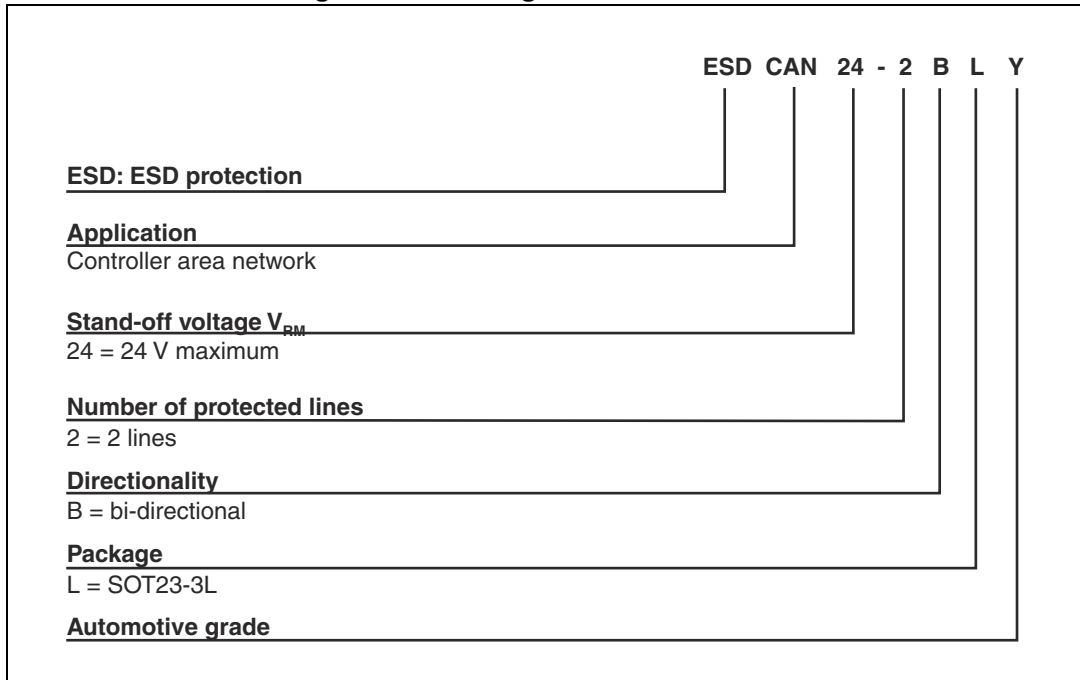 ESD CAN 24 - 2 B L Y
ESD: ESD protection
Application
Controller area network
Stand-off voltage VRM
24 = 24 V maximum
Number of protected lines
2 = 2 lines
Directionality
B = bi-directional
Package
L = SOT23-3L
Automotive grade